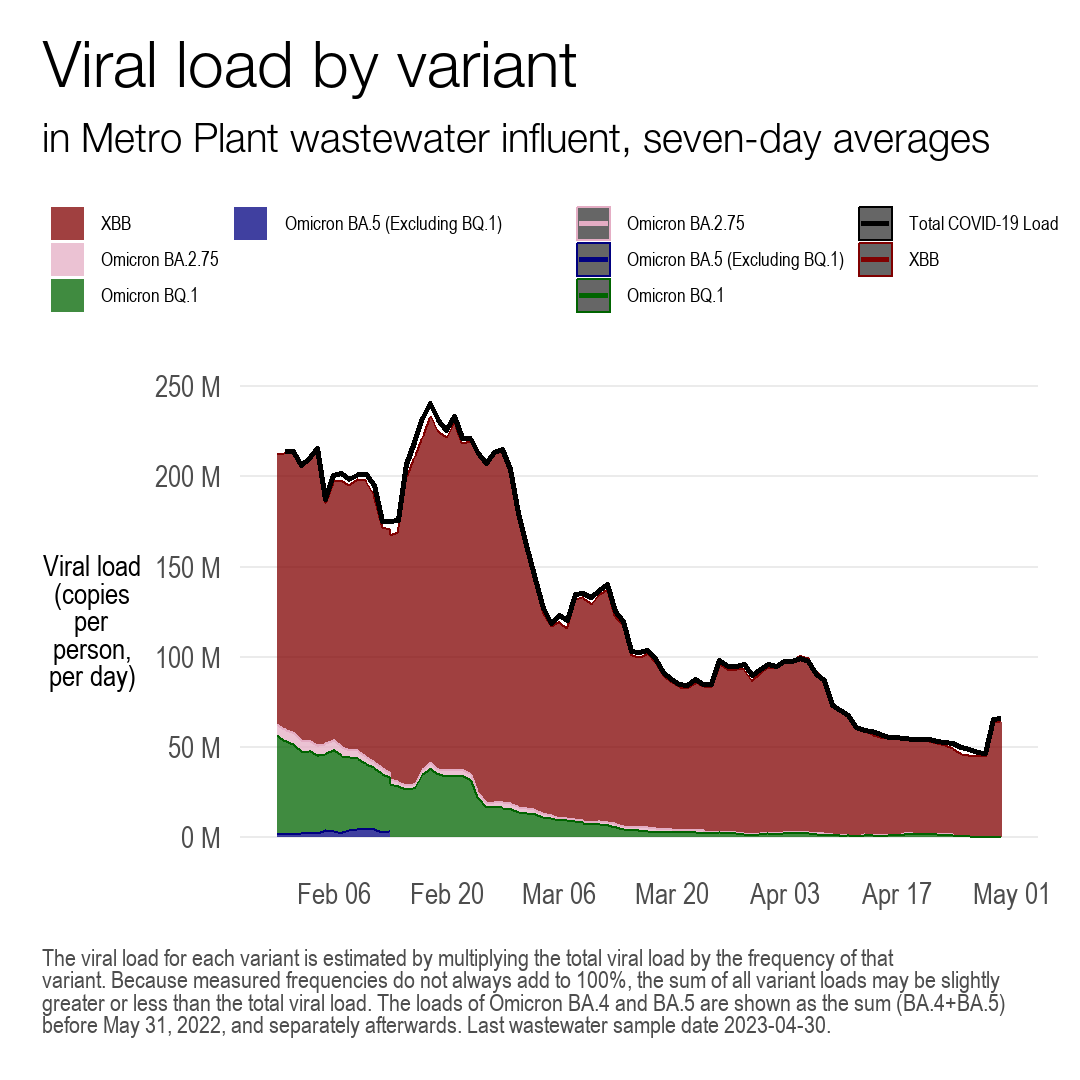 Viral load by variant
in Metro Plant wastewater influent, seven-day averages
XBB
Omicron BA.2.75
Omicron BQ.1
Omicron BA.5 (Excluding BQ.1)
Omicron BA.2.75
Omicron BA.5 (Excluding BQ.1)
Omicron BQ.1
Total COVID-19 Load
XBB
Viral load
(copies
per
person,
per day)
250 M
200 M
150 M
100 M
50 M
0 M
Feb 06
Feb 20
Mar 06
Mar 20
Apr 03
Apr 17
May 01
The viral load for each variant is estimated by multiplying the total viral load by the frequency of that
variant. Because measured frequencies do not always add to 100%, the sum of all variant loads may be slightly
greater or less than the total viral load. The loads of Omicron BA.4 and BA.5 are shown as the sum (BA.4+BA.5)
before May 31, 2022, and separately afterwards. Last wastewater sample date 2023-04-30.